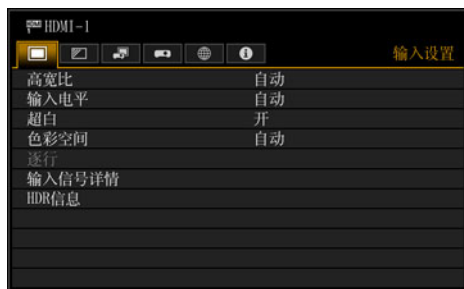 HDMI-1
输入设置
高宽比 自动
输入电平 自动
超白 开
色彩空间 自动
逐行
输入信号详情
HDR信息